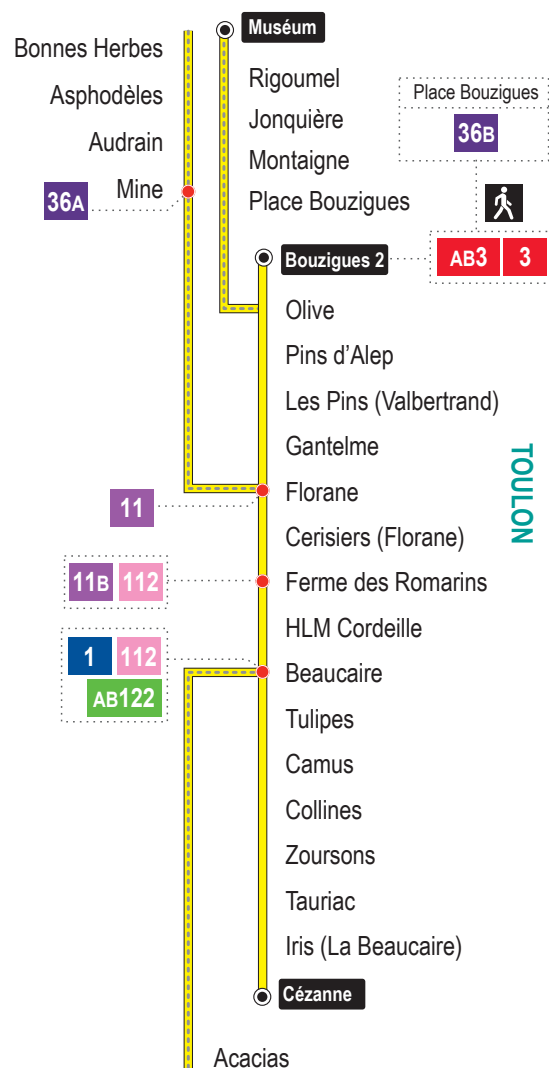 Muséum
Bonnes Herbes
Asphodèles
Audrain
Mine
36A
Rigoumel
Jonquière
Montaigne
Place Bouzigues
Place Bouzigues
36B
Bouzigues 2
AB3 3
Olive
Pins d'Alep
Les Pins (Valbertrand)
Gantelme
Florane
11
Cerisiers (Florane)
Ferme des Romarins
11B 112
HLM Cordeille
Beaucaire
1 112
AB122
Tulipes
Camus
Collines
Zoursons
Tauriac
Iris (La Beaucaire)
Cézanne
Acacias
TOULON